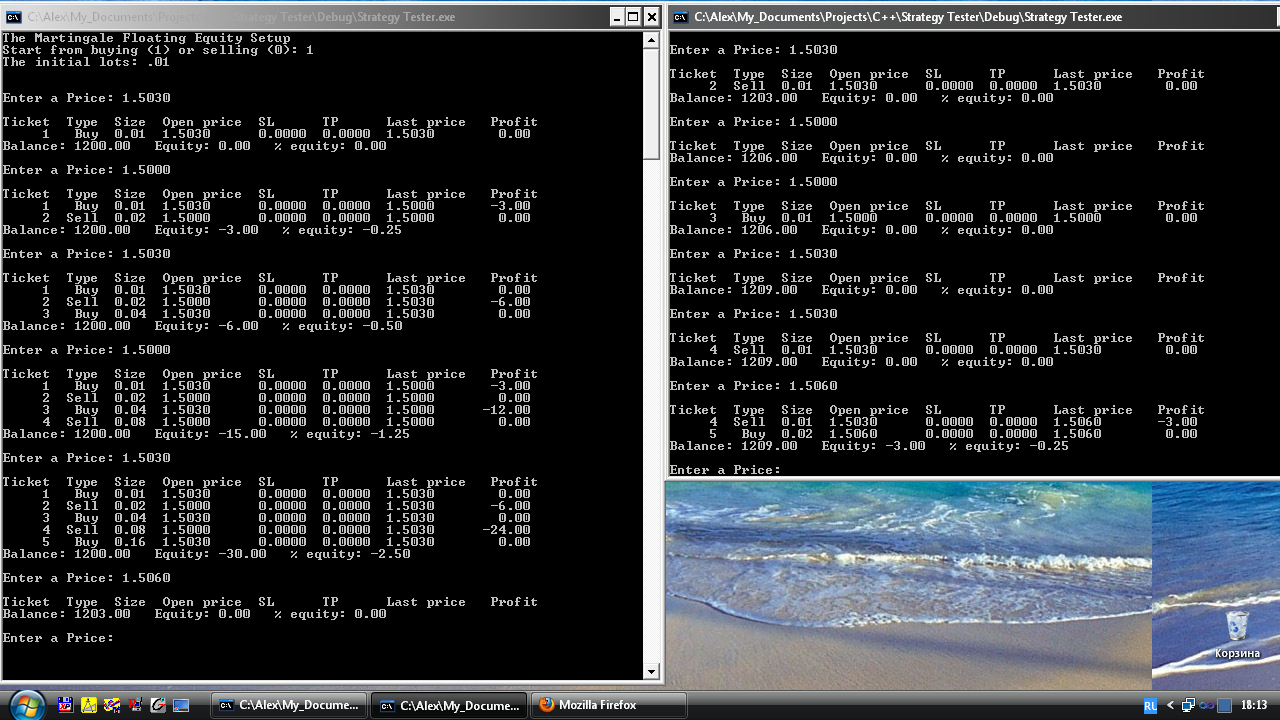 C:\Alex\My_Documents\Projects\C++\Strategy Tester\Debug\Strategy Tester.exe
The Martingale Floating Equity Setup
Start from buying (1) or selling (0): 1
The initial lots: .01
Enter a Price: 1.5030
Ticket Type Size Open price SL TP Last price Profit
1 Buy 0.01 1.5030 0.0000 0.0000 1.5030 0.00
Balance: 1200.00 Equity: 0.00 % equity: 0.00
Enter a Price: 1.5000
Ticket Type Size Open price SL TP Last price Profit
1 Buy 0.01 1.5030 0.0000 0.0000 1.5000 -3.00
2 Sell 0.02 1.5000 0.0000 0.0000 1.5000 0.00
Balance: 1200.00 Equity: -3.00 % equity: -0.25
Enter a Price: 1.5030
Ticket Type Size Open price SL TP Last price Profit
1 Buy 0.01 1.5030 0.0000 0.0000 1.5030 0.00
2 Sell 0.02 1.5000 0.0000 0.0000 1.5030 -6.00
3 Buy 0.04 1.5030 0.0000 0.0000 1.5030 0.00
Balance: 1200.00 Equity: -6.00 % equity: -0.50
Enter a Price: 1.5000
Ticket Type Size Open price SL TP Last price Profit
1 Buy 0.01 1.5030 0.0000 0.0000 1.5000 -3.00
2 Sell 0.02 1.5000 0.0000 0.0000 1.5000 0.00
3 Buy 0.04 1.5030 0.0000 0.0000 1.5000 -12.00
4 Sell 0.08 1.5000 0.0000 0.0000 1.5000 0.00
Balance: 1200.00 Equity: -15.00 % equity: -1.25
Enter a Price: 1.5030
Ticket Type Size Open price SL TP Last price Profit
1 Buy 0.01 1.5030 0.0000 0.0000 1.5030 0.00
2 Sell 0.02 1.5000 0.0000 0.0000 1.5030 -6.00
3 Buy 0.04 1.5030 0.0000 0.0000 1.5030 0.00
4 Sell 0.08 1.5000 0.0000 0.0000 1.5030 -24.00
5 Buy 0.16 1.5030 0.0000 0.0000 1.5030 0.00
Balance: 1200.00 Equity: -30.00 % equity: -2.50
Enter a Price: 1.5060
Ticket Type Size Open price SL TP Last price Profit
Balance: 1203.00 Equity: 0.00 % equity: 0.00
Enter a Price:
C:\Alex\My_Documents\Projects\C++\Strategy Tester\Debug\Strategy Tester.exe
Enter a Price: 1.5030
Ticket Type Size Open price SL TP Last price Profit
2 Sell 0.01 1.5030 0.0000 0.0000 1.5030 0.00
Balance: 1203.00 Equity: 0.00 % equity: 0.00
Enter a Price: 1.5000
Ticket Type Size Open price SL TP Last price Profit
Balance: 1206.00 Equity: 0.00 % equity: 0.00
Enter a Price: 1.5000
Ticket Type Size Open price SL TP Last price Profit
3 Buy 0.01 1.5000 0.0000 0.0000 1.5000 0.00
Balance: 1206.00 Equity: 0.00 % equity: 0.00
Enter a Price: 1.5030
Ticket Type Size Open price SL TP Last price Profit
Balance: 1209.00 Equity: 0.00 % equity: 0.00
Enter a Price: 1.5030
Ticket Type Size Open price SL TP Last price Profit
4 Sell 0.01 1.5030 0.0000 0.0000 1.5030 0.00
Balance: 1209.00 Equity: 0.00 % equity: 0.00
Enter a Price: 1.5060
Ticket Type Size Open price SL TP Last price Profit
4 Sell 0.01 1.5030 0.0000 0.0000 1.5060 -3.00
5 Buy 0.02 1.5060 0.0000 0.0000 1.5060 0.00
Balance: 1209.00 Equity: -3.00 % equity: -0.25
Enter a Price:
Корзина
C:\Alex\My_Docume... C:\Alex\My_Docume... Mozilla Firefox RU 18:13